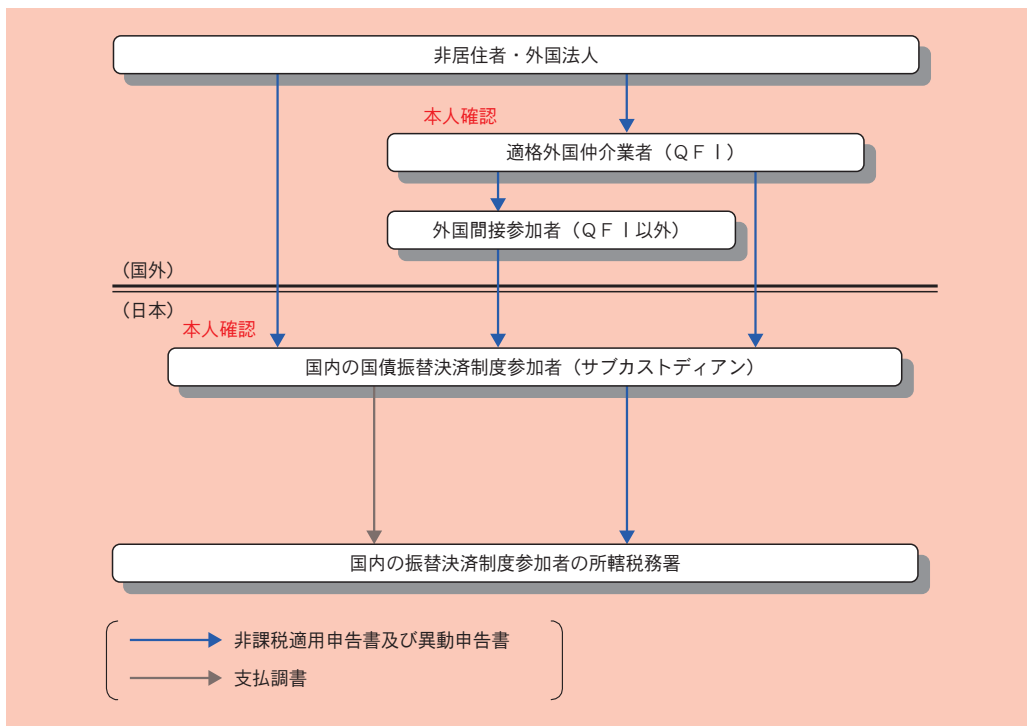 非居住者・外国法人
本人確認
適格外国仲介業者（ＱＦＩ）
外国間接参加者（ＱＦＩ以外）
（国外）
（日本）
本人確認
国内の国債振替決済制度参加者（サブカストディアン）
国内の振替決済制度参加者の所轄税務署
非課税適用申告書及び異動申告書
支払調書